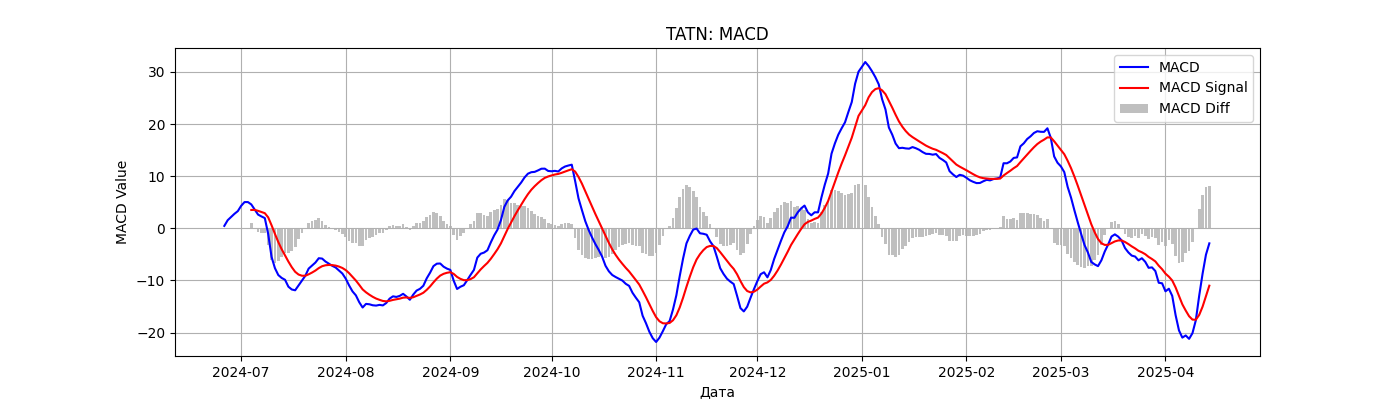 TATN: MACD
MACD Value
30
20
10
0
−10
−20
MACD
MACD Signal
MACD Diff
2024-07 2024-08 2024-09 2024-10 2024-11 2024-12 2025-01 2025-02 2025-03 2025-04
Дата